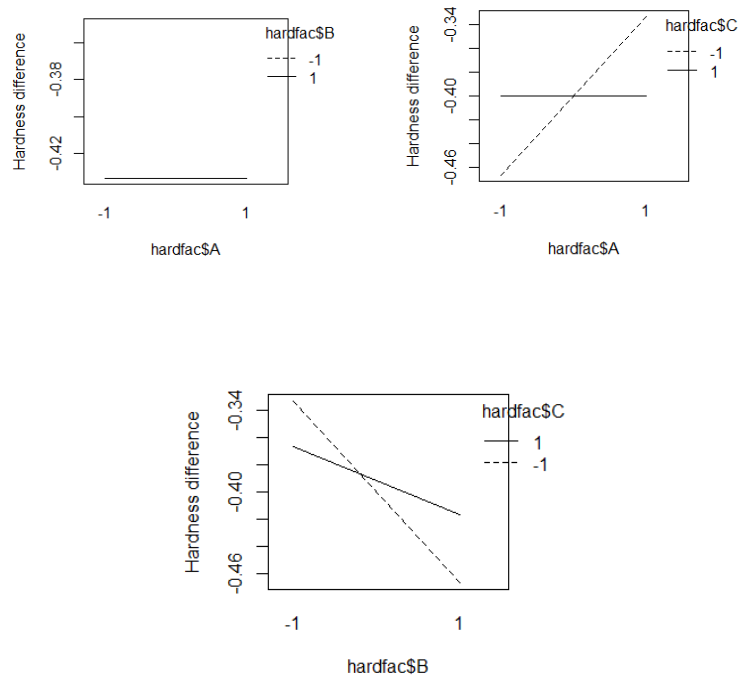 hardfac$B
-1
1
Hardness difference
-0.38
-0.42
-1
1
hardfac$A
hardfac$C
-1
1
Hardness difference
-0.34
-0.40
-0.46
-1
1
hardfac$A
hardfac$C
1
-1
Hardness difference
-0.34
-0.40
-0.46
-1
1
hardfac$B